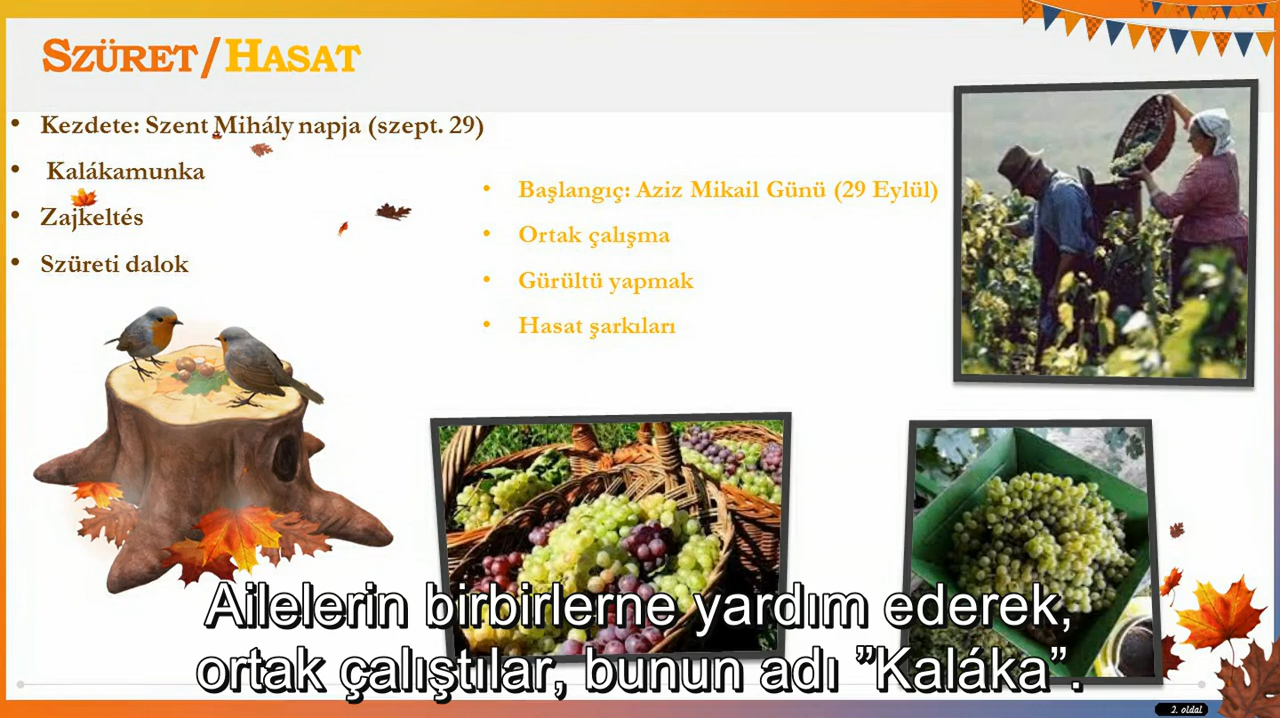 SZÜRET/HASAT
• Kezdete: Szent Mihály napja (szept. 29)
• Kalákamunka
• Zajkeltés
• Szüreti dalok
• Başlangıç: Aziz Mikail Günü (29 Eylül)
• Ortak çalışma
• Gürültü yapmak
• Hasat şarkıları
Ailelerin birbirlerne yardım ederek,
ortak çalıştılar, bunun adı ”Kaláka”.
2. oldal